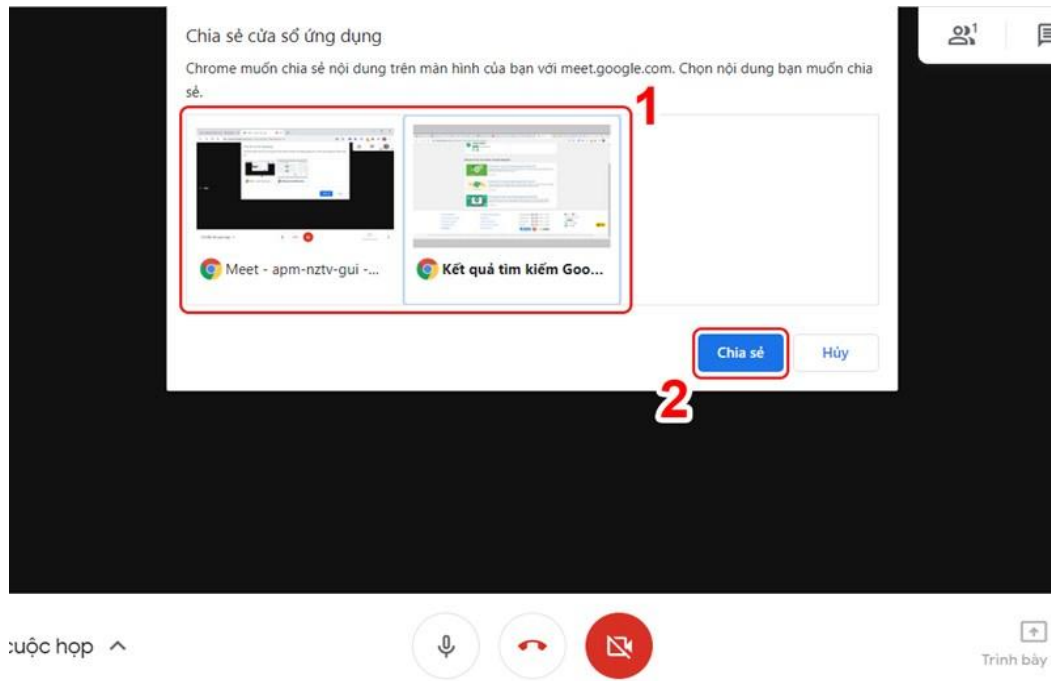 Chia sẻ cửa sổ ứng dụng
1
Chrome muốn chia sẻ nội dung trên màn hình của bạn với meet.google.com. Chọn nội dung bạn muốn chia
sẻ.
1
Meet - apm-nztv-gui -...
Kết quả tìm kiếm Goo...
Chia sẻ
Hủy
2
cuộc họp
Trình bày